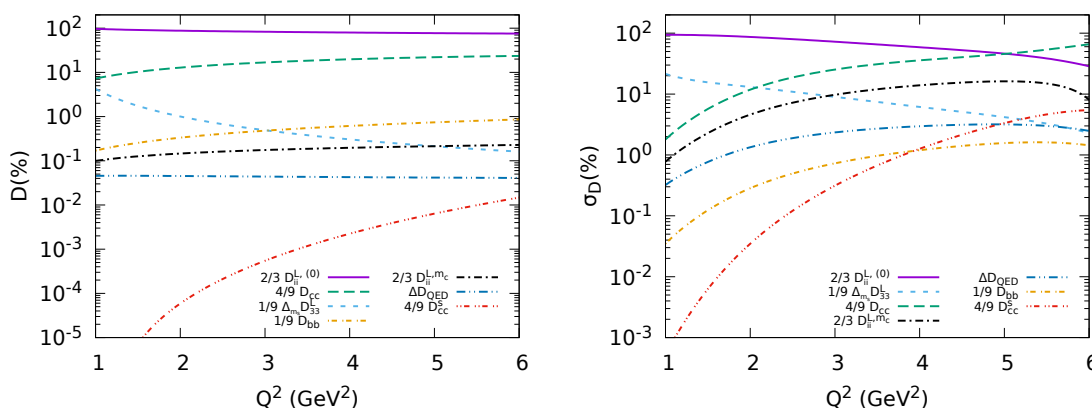 10^2
10^1
10^0
10^-1
10^-2
10^-3
10^-4
10^-5
D(%)
2/3 D_ii^L, (0)
4/9 D_cc
1/9 Δ_m_s D_33^L
1/9 D_bb
2/3 D_ii^L,m_c
ΔD_QED
4/9 D_cc^s
1 2 3 4 5 6
Q^2 (GeV^2)
10^2
10^1
10^0
10^-1
10^-2
10^-3
σ_D(%)
2/3 D_ii^L, (0)
1/9 Δ_m_s D_33^L
4/9 D_cc
2/3 D_ii^L,m_c
ΔD_QED
1/9 D_bb
4/9 D_cc^s
1 2 3 4 5 6
Q^2 (GeV^2)